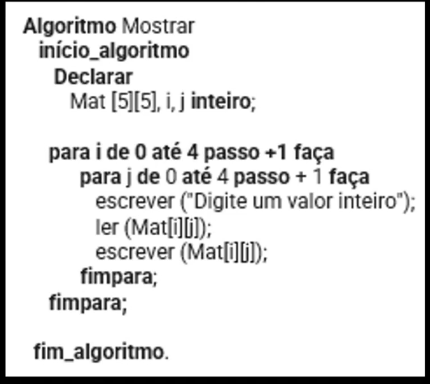 Algoritmo Mostrar
início_algoritmo
Declarar
Mat [5][5], i, j inteiro;
para i de 0 até 4 passo +1 faça
para j de 0 até 4 passo + 1 faça
escrever ("Digite um valor inteiro");
ler (Mat[i][j]);
escrever (Mat[i][j]);
fimpara;
fimpara;
fim_algoritmo.